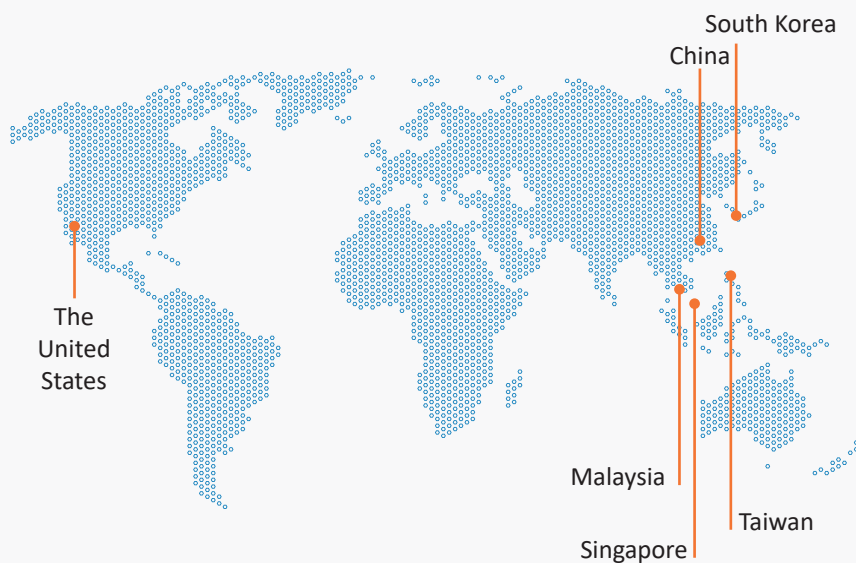 South Korea
China
The
United
States
Malaysia
Taiwan
Singapore